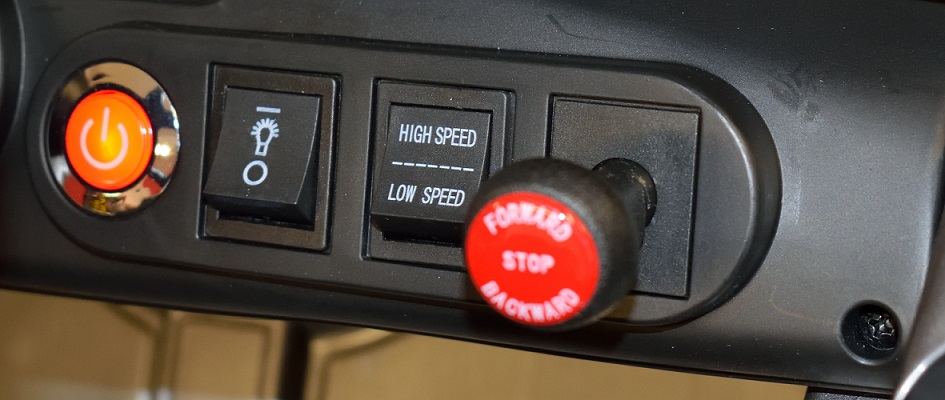 HIGH SPEED
LOW SPEED
FORWARD
STOP
BACKWARD